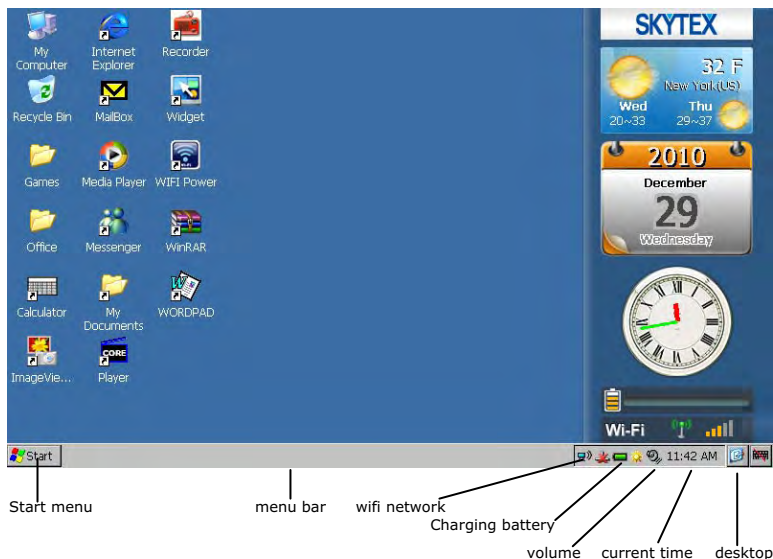 My Computer
Internet Explorer
Recorder
Recycle Bin
MailBox
Widget
Games
Media Player
WIFI Power
Office
Messenger
WinRAR
Calculator
My Documents
WORDPAD
ImageVie...
CORE
Player
SKYTEX
32 F
New York(US)
Wed
Thu
20~33
29~37
2010
December
29
Wednesday
Wi-Fi
Start
11:42 AM
Start menu
menu bar
wifi network
Charging battery
volume
current time
desktop